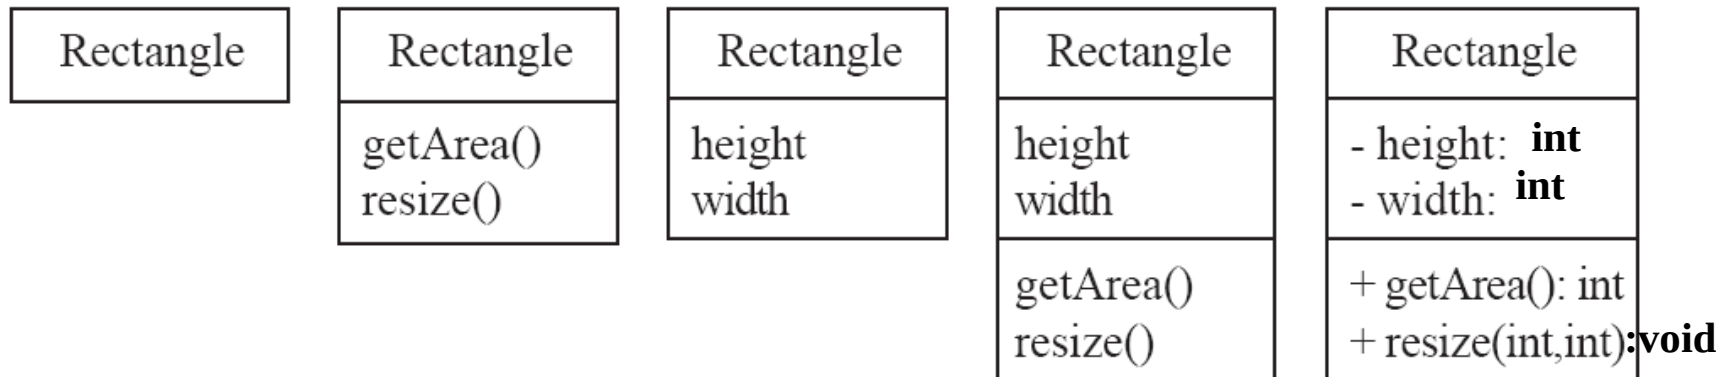 Rectangle
Rectangle
getArea()
resize()
Rectangle
height
width
Rectangle
height
width
getArea()
resize()
Rectangle
- height: int
- width: int
+ getArea(): int
+ resize(int,int):void